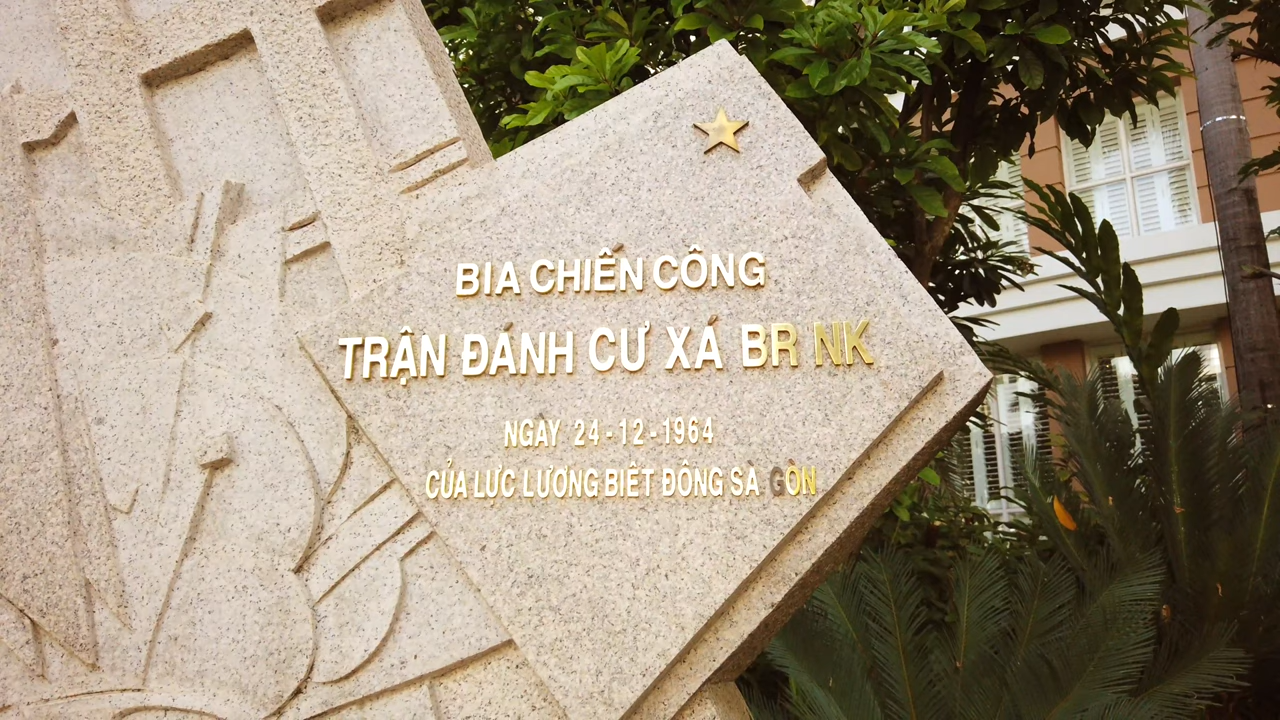 BIA CHIẾN CÔNG
TRẬN ĐÁNH CƯ XÁ BR NK
NGAY 24-12-1964
CỦA LƯC LƯƠNG BIẾT ĐÔNG SÀ GÒN